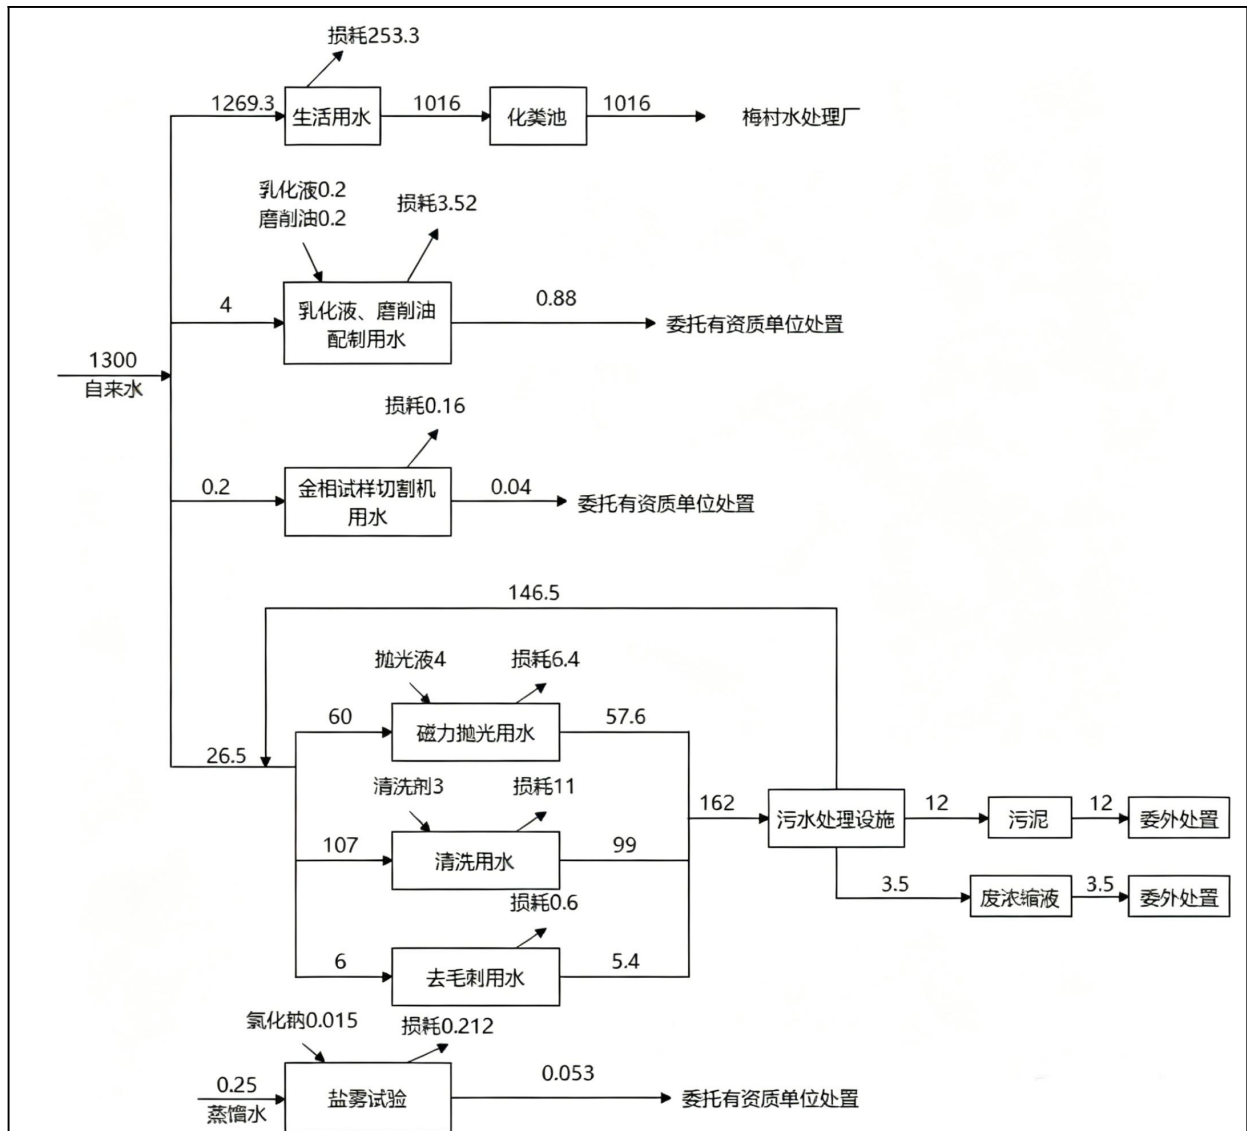 损耗253.3
1269.3
生活用水
1016
化类池
1016
梅村水处理厂
乳化液0.2
磨削油0.2
损耗3.52
4
乳化液、磨削油
配制用水
0.88
委托有资质单位处置
1300
自来水
损耗0.16
0.2
金相试样切割机
用水
0.04
委托有资质单位处置
146.5
抛光液4
损耗6.4
60
磁力抛光用水
57.6
26.5
清洗剂3
损耗11
162
污水处理设施
12
污泥
12
委外处置
107
清洗用水
99
3.5
废浓缩液
3.5
委外处置
损耗0.6
6
去毛刺用水
5.4
氯化钠0.015
损耗0.212
0.25
蒸馏水
盐雾试验
0.053
委托有资质单位处置